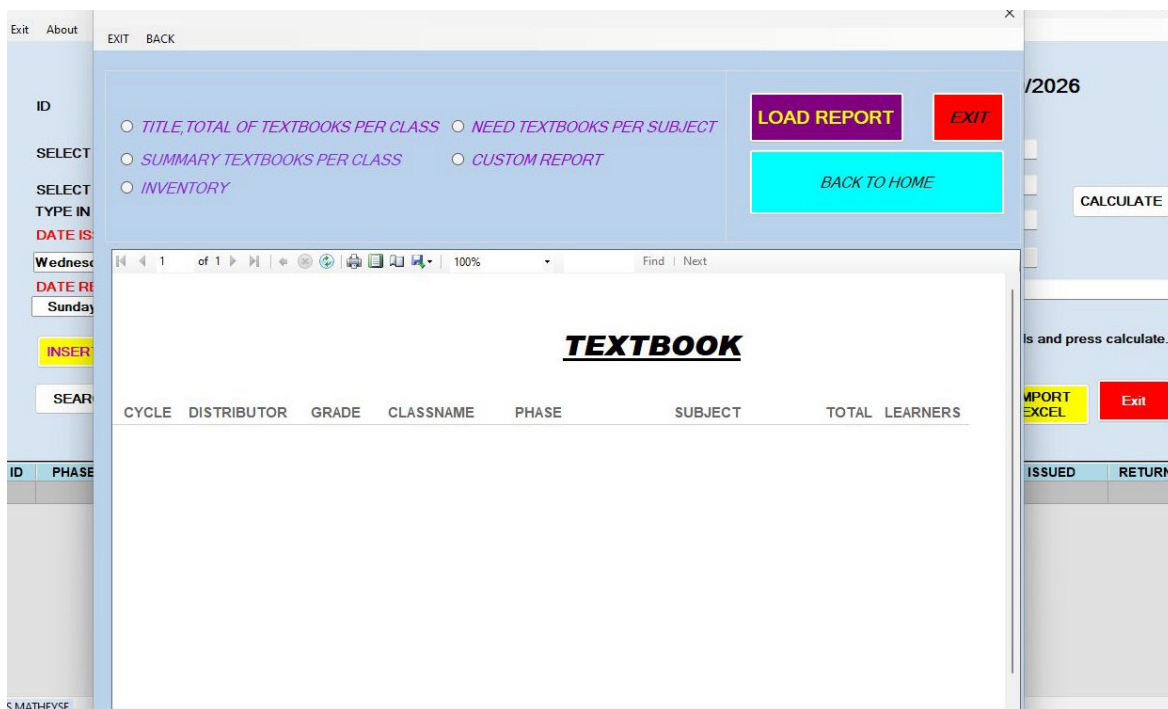 Exit About
EXIT BACK
/2026
ID
TITLE,TOTAL OF TEXTBOOKS PER CLASS
NEED TEXTBOOKS PER SUBJECT
LOAD REPORT
EXIT
SELECT
SUMMARY TEXTBOOKS PER CLASS
CUSTOM REPORT
SELECT
INVENTORY
BACK TO HOME
CALCULATE
TYPE IN
DATE IS
Wednesd
1 of 1
100%
Find | Next
DATE RE
Sunday
INSER
TEXTBOOK
ls and press calculate.
SEAR
CYCLE DISTRIBUTOR GRADE CLASSNAME PHASE SUBJECT TOTAL LEARNERS
MPORT
EXCEL
Exit
ID PHASE
ISSUED RETURN
S MATHEYSE